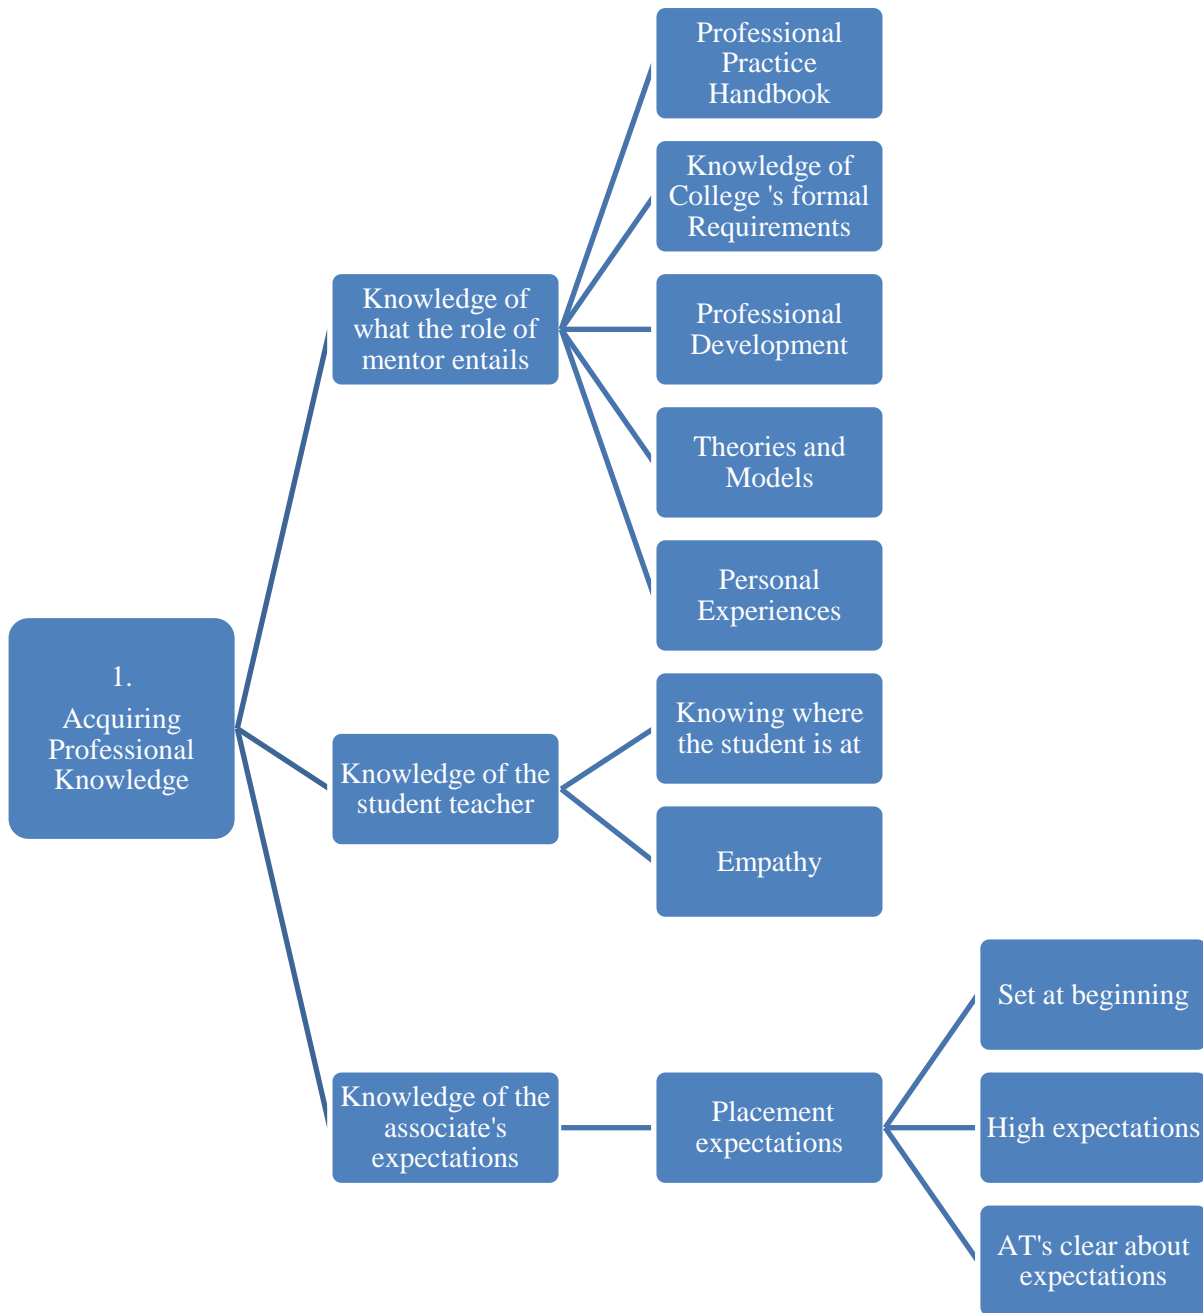 Professional
Practice
Handbook
Knowledge of
College 's formal
Requirements
Knowledge of
what the role of
mentor entails
Professional
Development
Theories and
Models
Personal
Experiences
1.
Acquiring
Professional
Knowledge
Knowing where
the student is at
Knowledge of the
student teacher
Empathy
Set at beginning
Knowledge of the
associate's
expectations
Placement
expectations
High expectations
AT's clear about
expectations